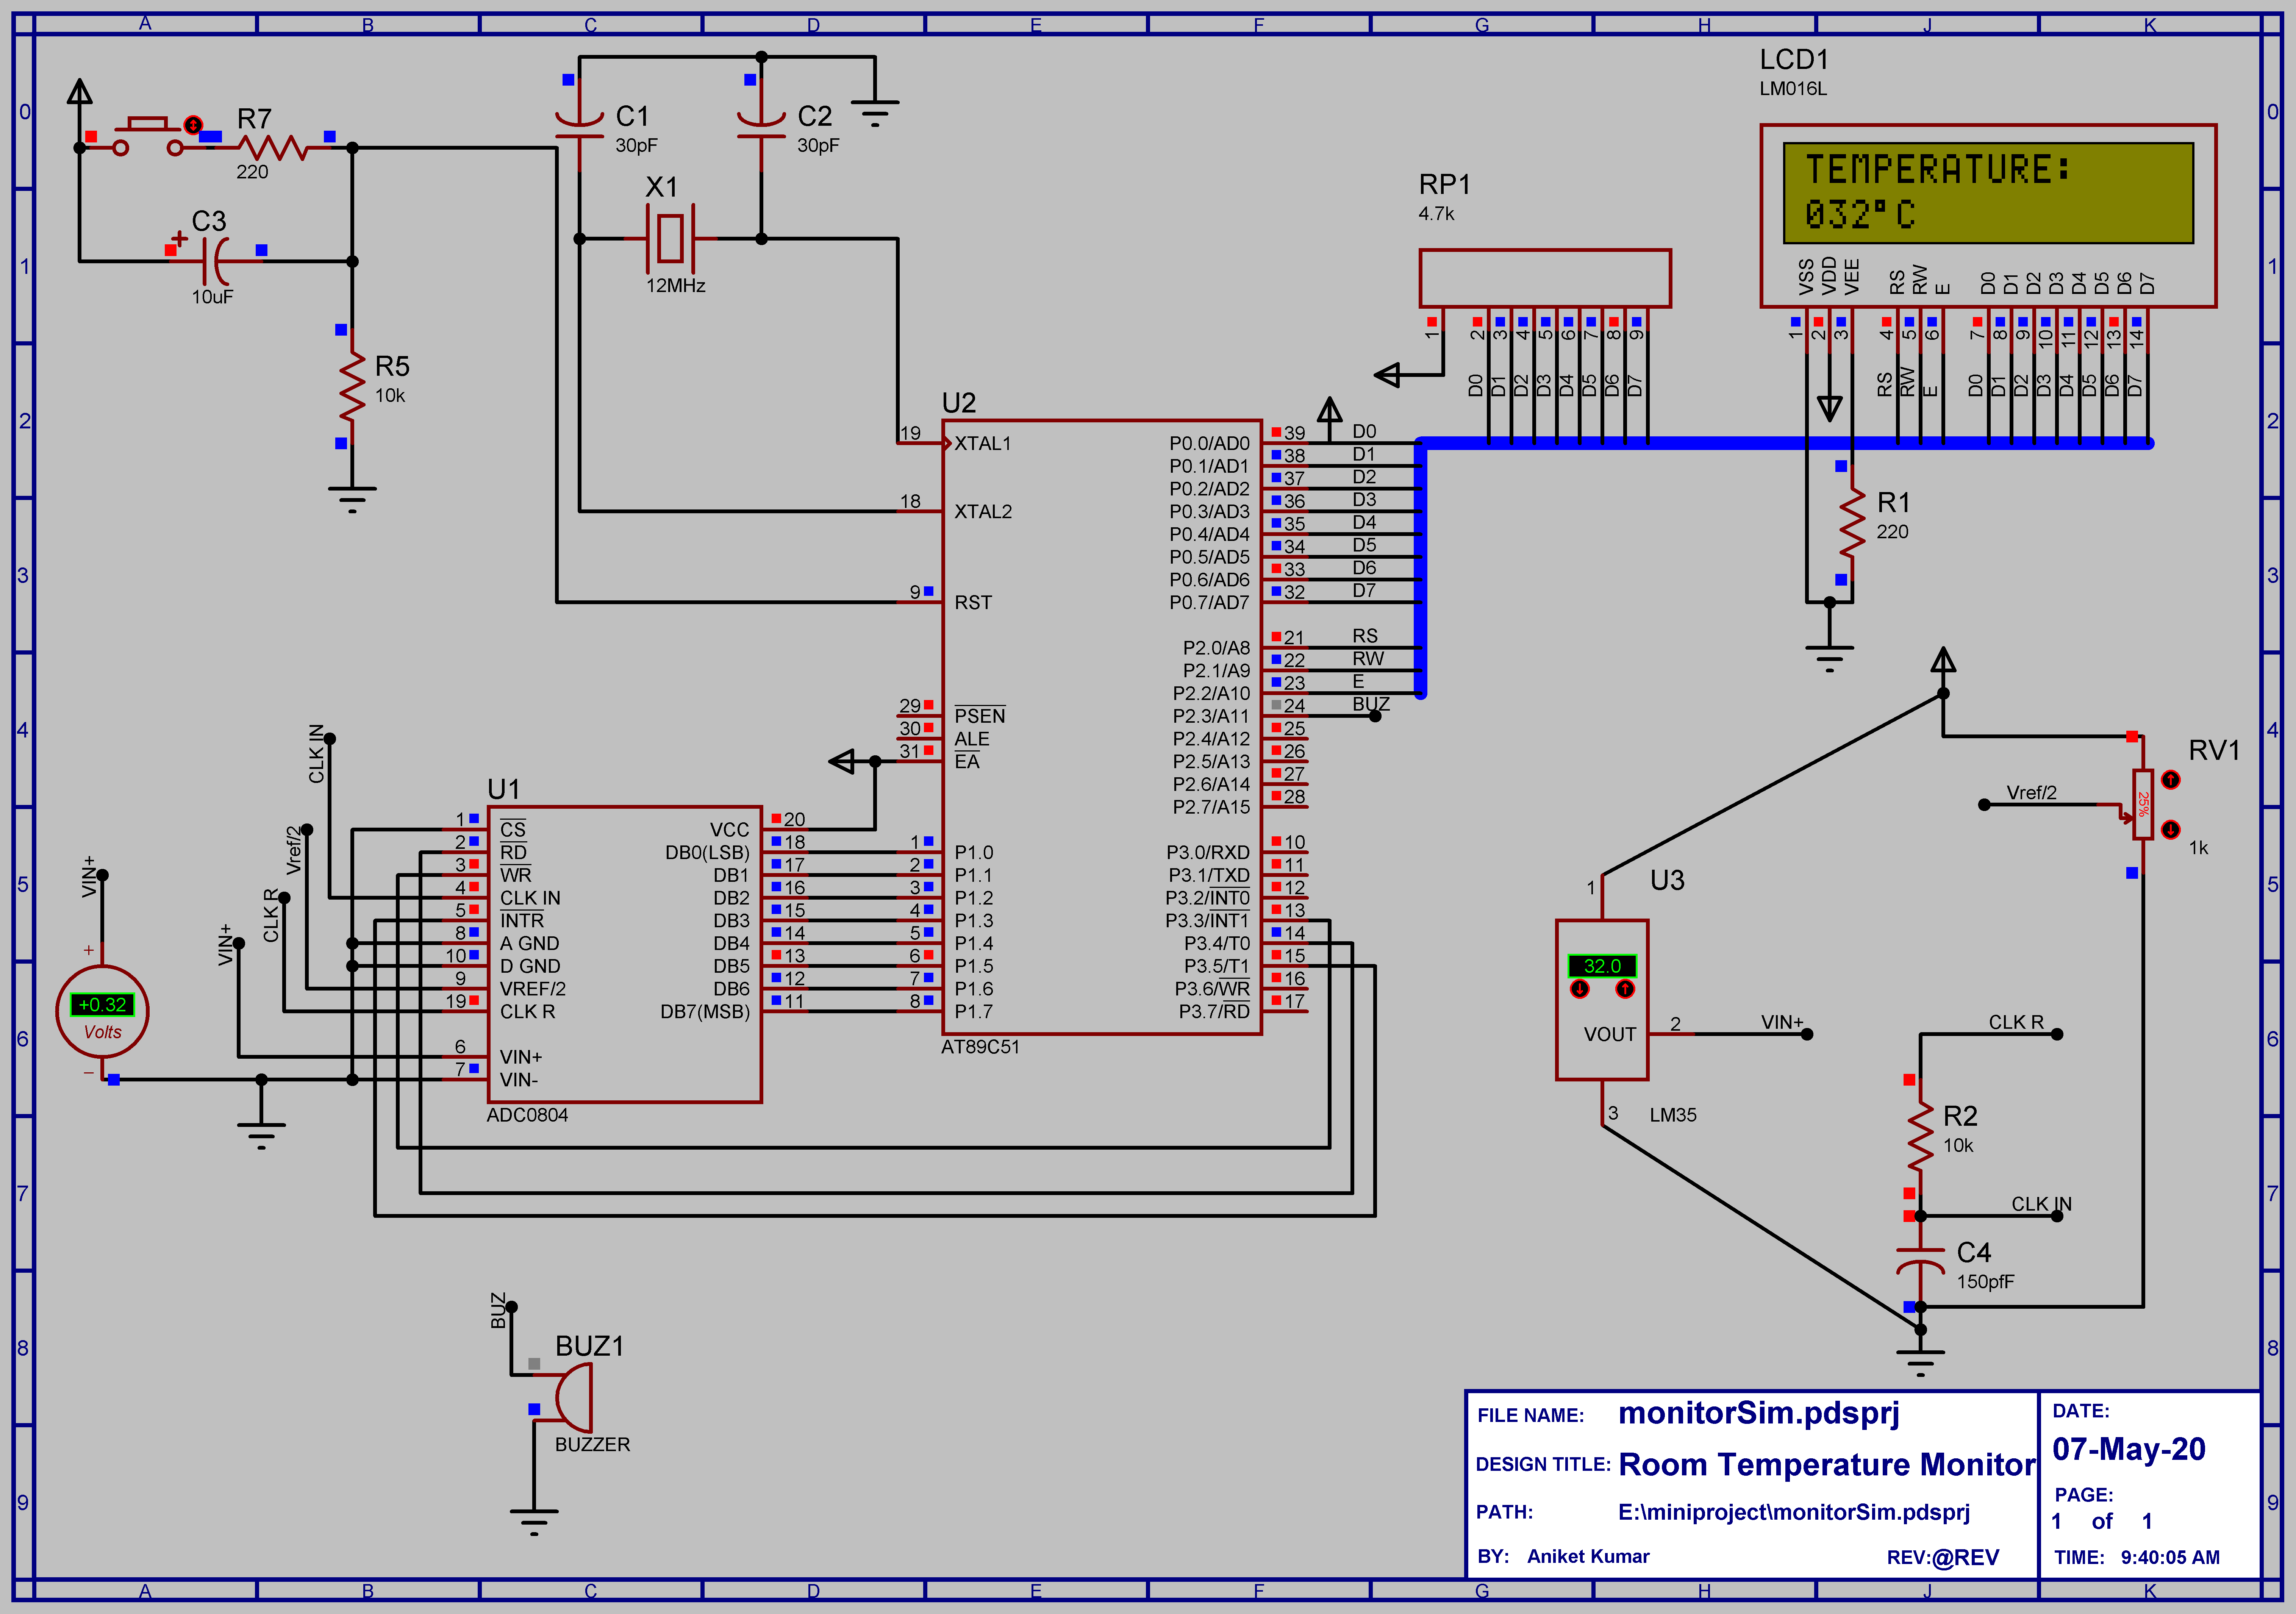 A B C D E F G H J K
0 1 2 3 4 5 6 7 8 9
0 1 2 3 4 5 6 7 8 9
R7
220
C3
+
10uF
R5
10k
C1
30pF
C2
30pF
X1
12MHz
RP1
4.7k
1 2 3 4 5 6 7 8 9
D0 D1 D2 D3 D4 D5 D6 D7
LCD1
LM016L
TEMPERATURE:
032°C
VSS VDD VEE RS RW E D0 D1 D2 D3 D4 D5 D6 D7
1 2 3 4 5 6 7 8 9 10 11 12 13 14
RS RW E D0 D1 D2 D3 D4 D5 D6 D7
R1
220
U2
19 XTAL1
18 XTAL2
9 RST
29 PSEN
30 ALE
31 EA
1 P1.0
2 P1.1
3 P1.2
4 P1.3
5 P1.4
6 P1.5
7 P1.6
8 P1.7
P0.0/AD0 39 D0
P0.1/AD1 38 D1
P0.2/AD2 37 D2
P0.3/AD3 36 D3
P0.4/AD4 35 D4
P0.5/AD5 34 D5
P0.6/AD6 33 D6
P0.7/AD7 32 D7
P2.0/A8 21 RS
P2.1/A9 22 RW
P2.2/A10 23 E
P2.3/A11 24 BUZ
P2.4/A12 25
P2.5/A13 26
P2.6/A14 27
P2.7/A15 28
P3.0/RXD 10
P3.1/TXD 11
P3.2/INT0 12
P3.3/INT1 13
P3.4/T0 14
P3.5/T1 15
P3.6/WR 16
P3.7/RD 17
AT89C51
U1
1 CS
2 RD
3 WR
4 CLK IN
5 INTR
8 A GND
10 D GND
9 VREF/2
19 CLK R
6 VIN+
7 VIN-
VCC 20
DB0(LSB) 18
DB1 17
DB2 16
DB3 15
DB4 14
DB5 13
DB6 12
DB7(MSB) 11
ADC0804
CLK IN
Vref/2
CLK R
VIN+
VIN+
+
+0.32
Volts
−
BUZ
BUZ1
BUZZER
RV1
25%
1k
Vref/2
U3
1
32.0
VOUT
2 VIN+
3
LM35
CLK R
R2
10k
CLK IN
C4
150pfF
FILE NAME: monitorSim.pdsprj
DESIGN TITLE: Room Temperature Monitor
PATH: E:\miniproject\monitorSim.pdsprj
BY: Aniket Kumar REV:@REV
DATE:
07-May-20
PAGE:
1 of 1
TIME: 9:40:05 AM
A B C D E F G H J K